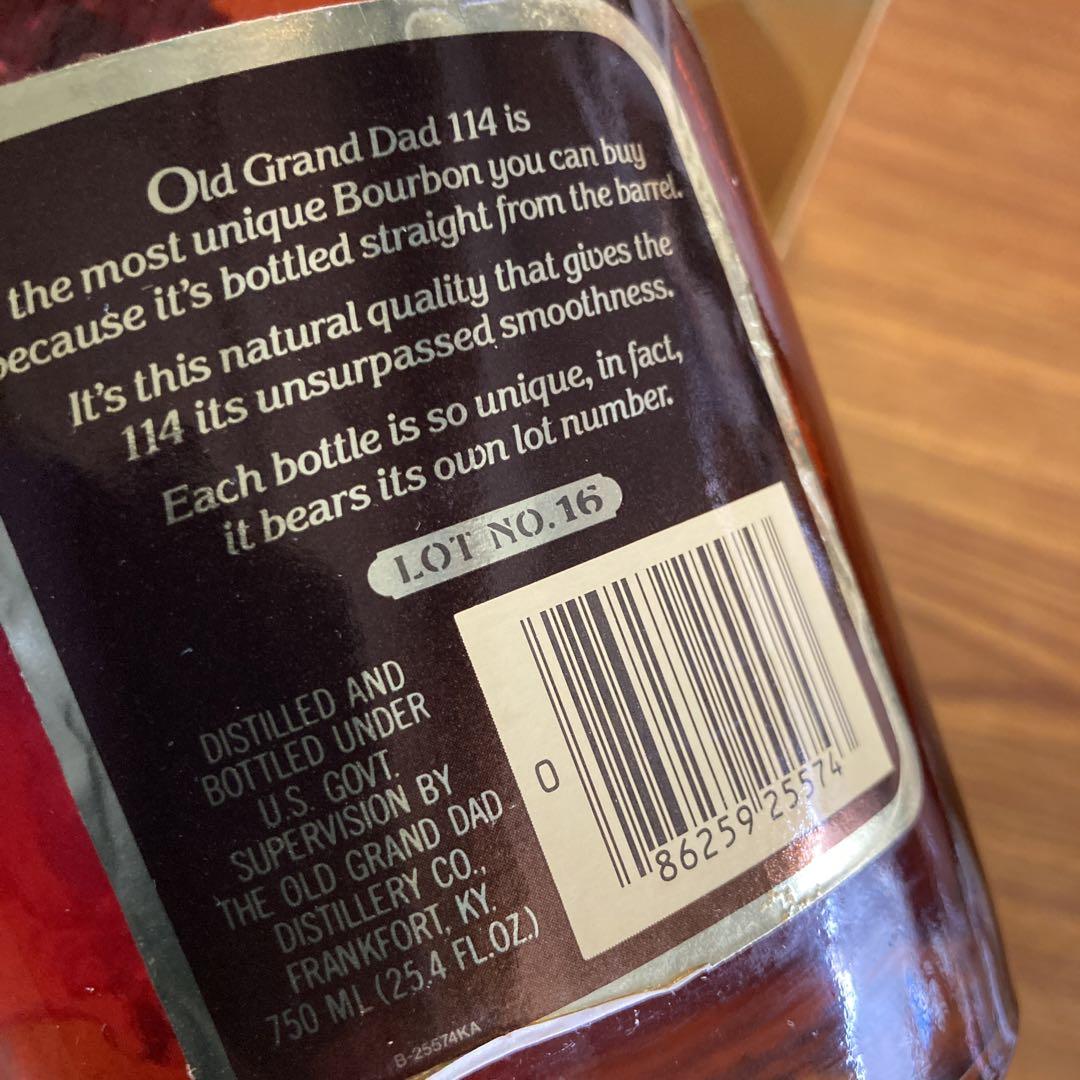 Old Grand Dad 114 is
the most unique Bourbon you can buy
because it's bottled straight from the barrel.
It's this natural quality that gives the
114 its unsurpassed smoothness.
Each bottle is so unique, in fact,
it bears its own lot number.
LOT NO.16
DISTILLED AND
BOTTLED UNDER
U.S. GOVT.
SUPERVISION BY
THE OLD GRAND DAD
DISTILLERY CO.,
FRANKFORT, KY.
750 ML (25.4 FL.OZ.)
B-25574KA
0 86259 25574